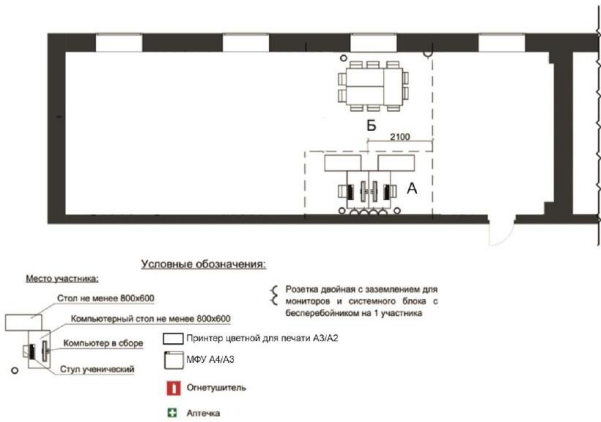 Б
2100
А
Условные обозначения:
Место участника:
Стол не менее 800х600
Компьютерный стол не менее 800х600
Компьютер в сборе
Стул ученический
Розетка двойная с заземлением для
мониторов и системного блока с
бесперебойником на 1 участника
Принтер цветной для печати А3/А2
МФУ А4/А3
Огнетушитель
Аптечка